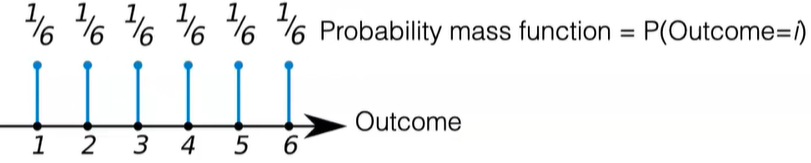 1/6 1/6 1/6 1/6 1/6 1/6 Probability mass function = P(Outcome=i)
Outcome
1 2 3 4 5 6